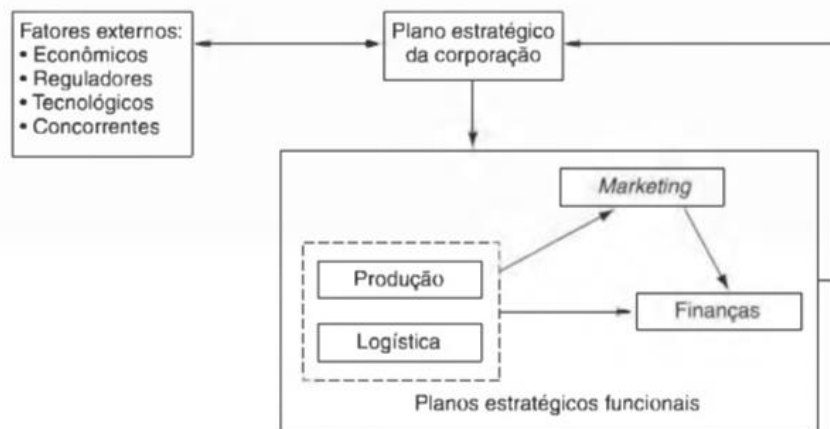 Fatores externos:
• Econômicos
• Reguladores
• Tecnológicos
• Concorrentes
Plano estratégico
da corporação
Marketing
Produção
Finanças
Logística
Planos estratégicos funcionais